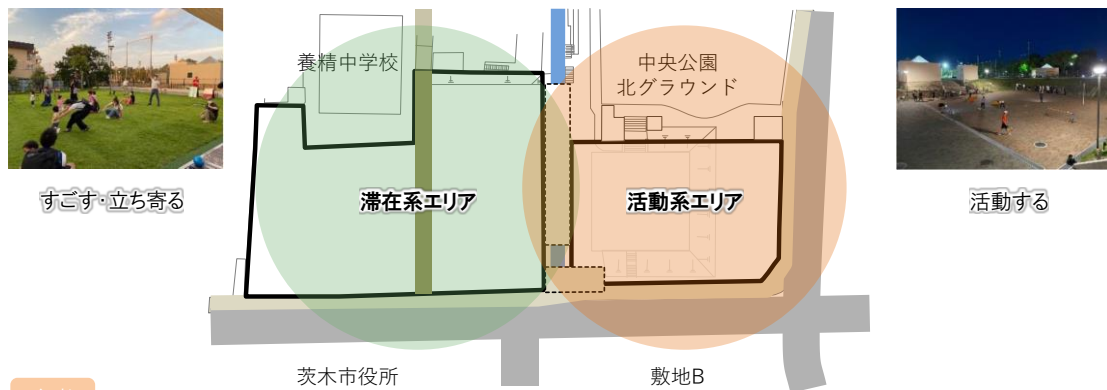 養精中学校
中央公園
北グラウンド
すごす・立ち寄る
滞在系エリア
活動系エリア
活動する
茨木市役所
敷地B